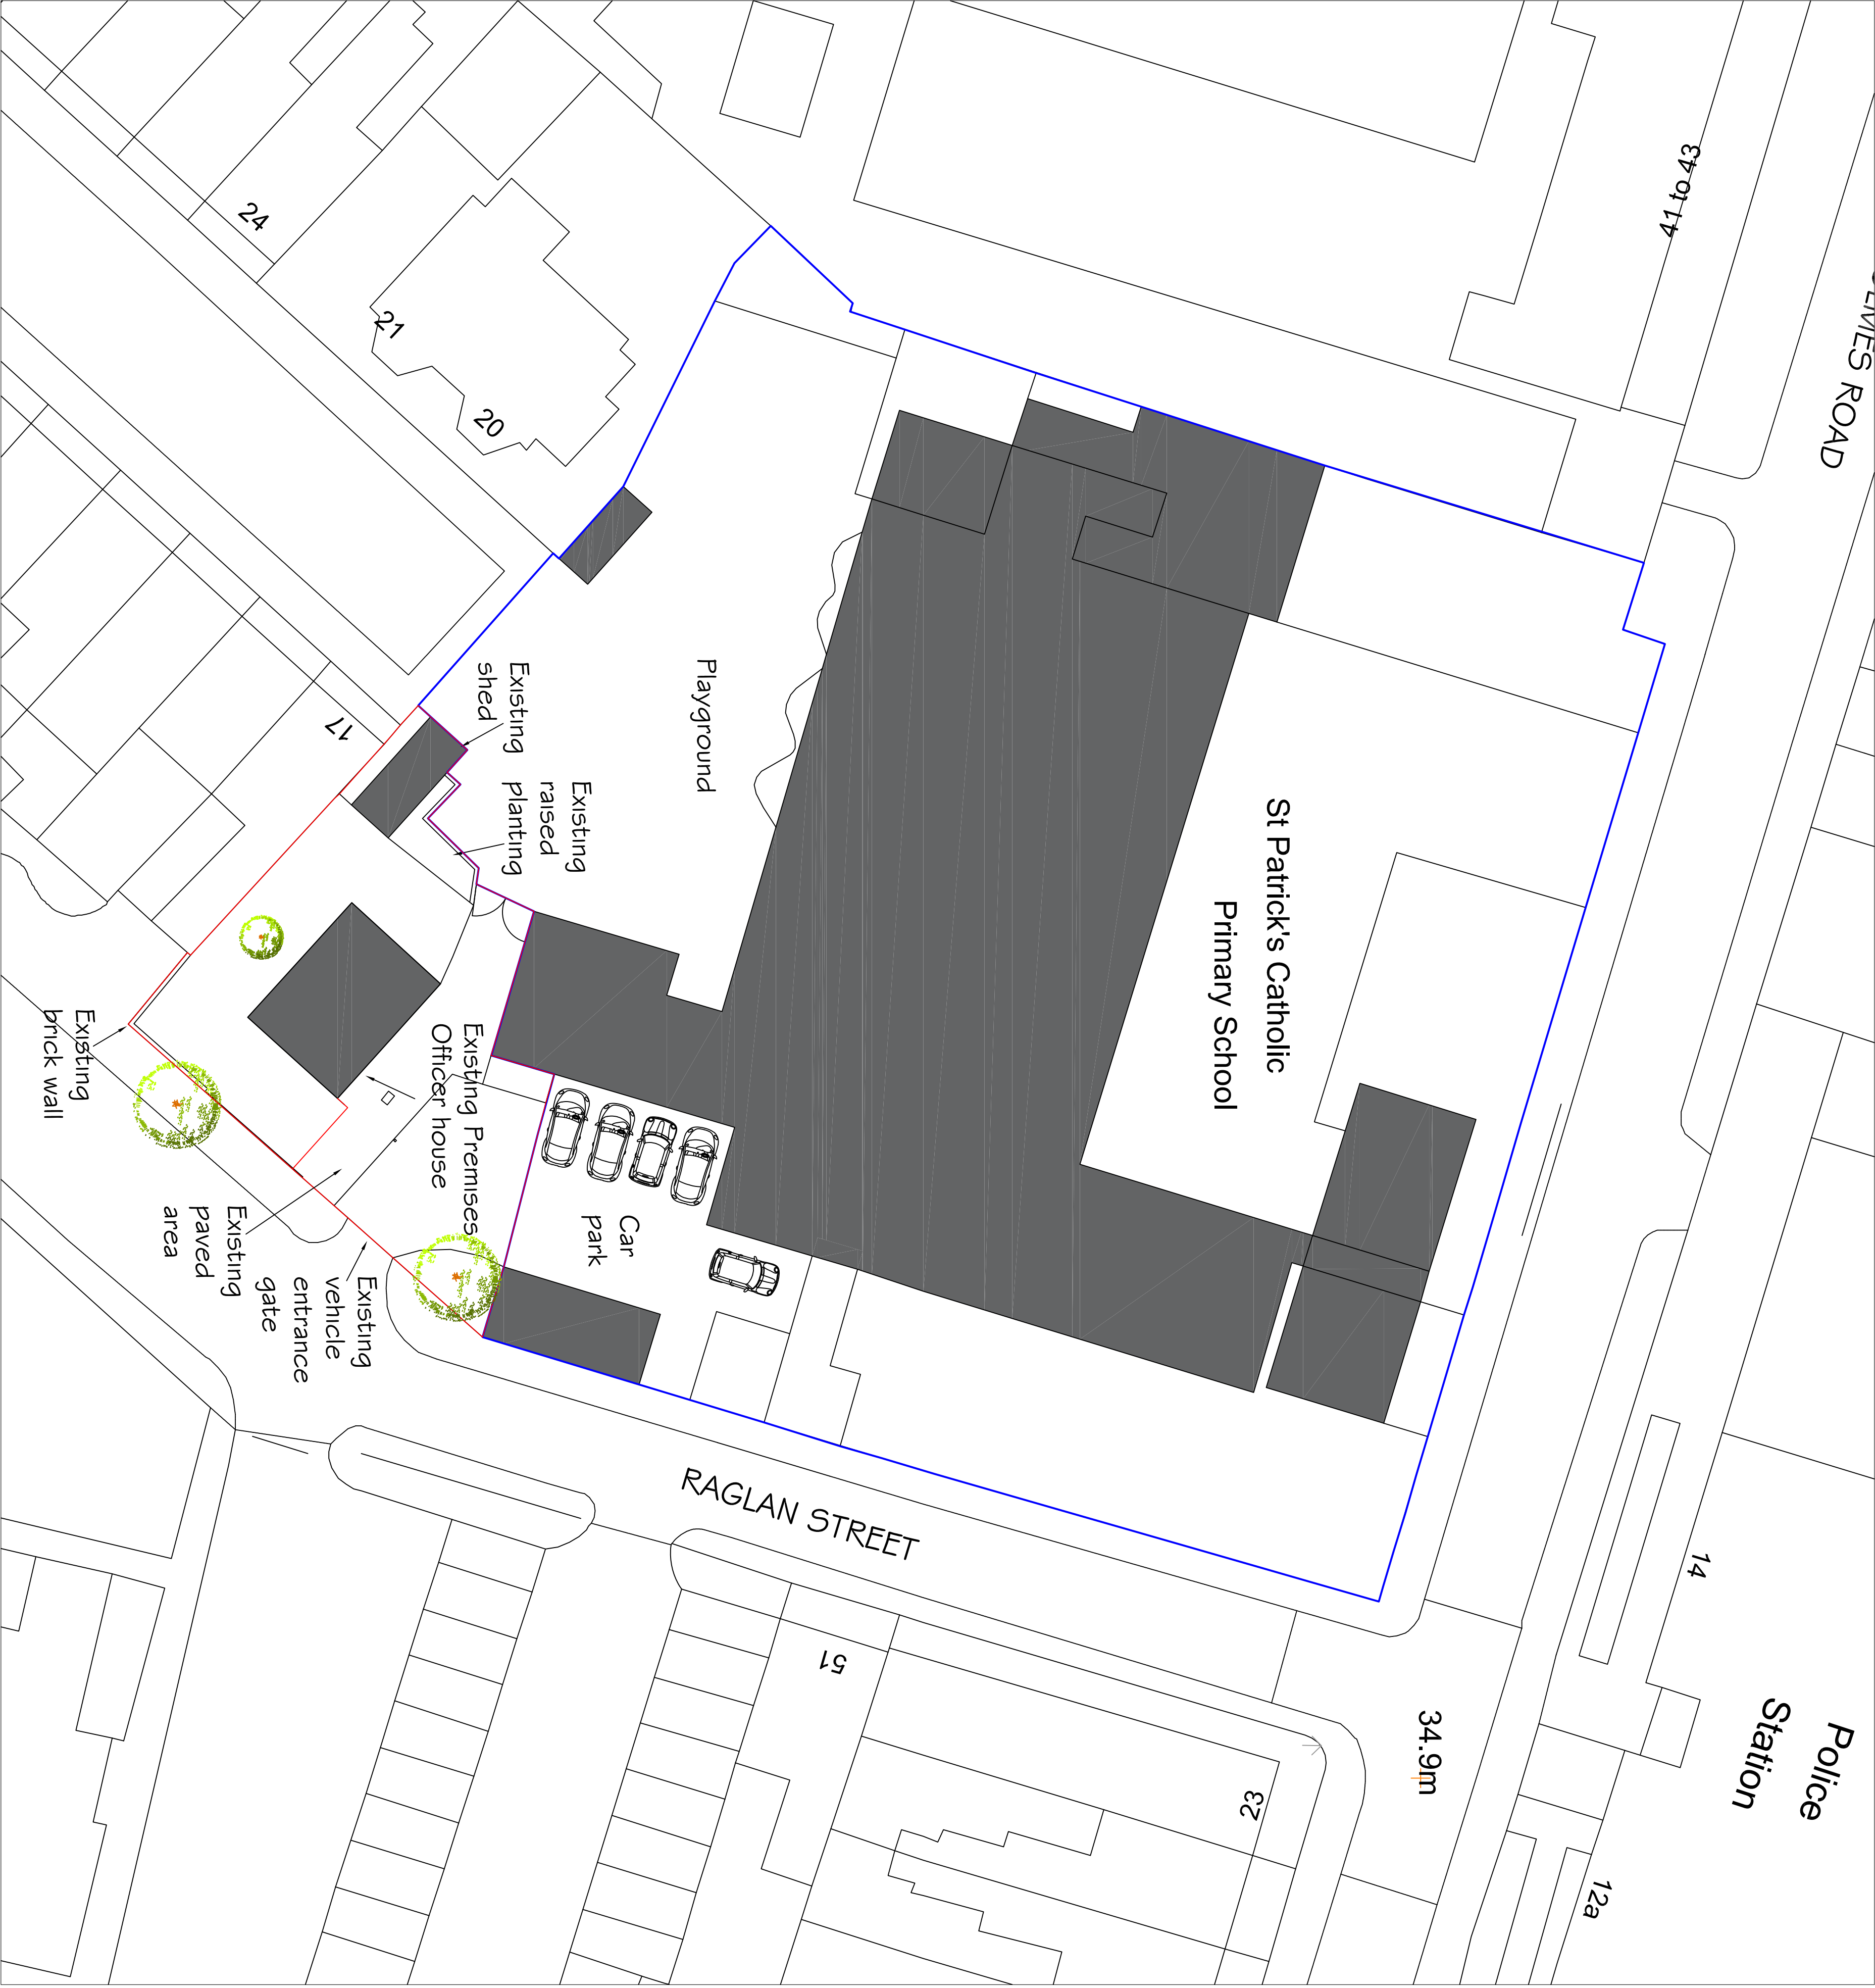 41 to 43
ROAD
24
21
20
17
Existing
shed
Existing
raised
planting
Playground
St Patrick's Catholic
Primary School
Existing
brick wall
Existing Premises
Officer house
Existing
paved
area
Existing
vehicle
entrance
gate
Car
park
RAGLAN STREET
51
23
34.9m
14
12a
Police
Station